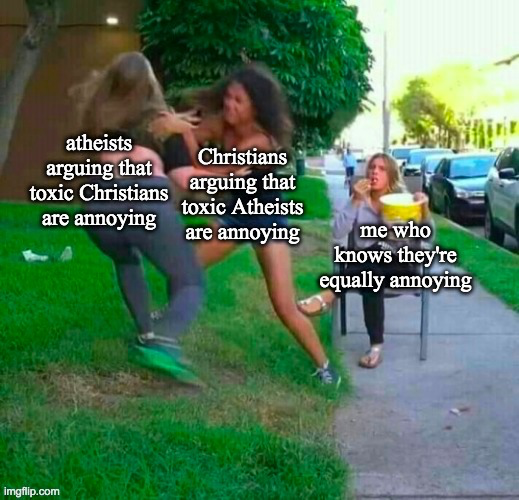 atheists
arguing that
toxic Christians
are annoying
Christians
arguing that
toxic Atheists
are annoying
me who
knows they're
equally annoying
imgflip.com